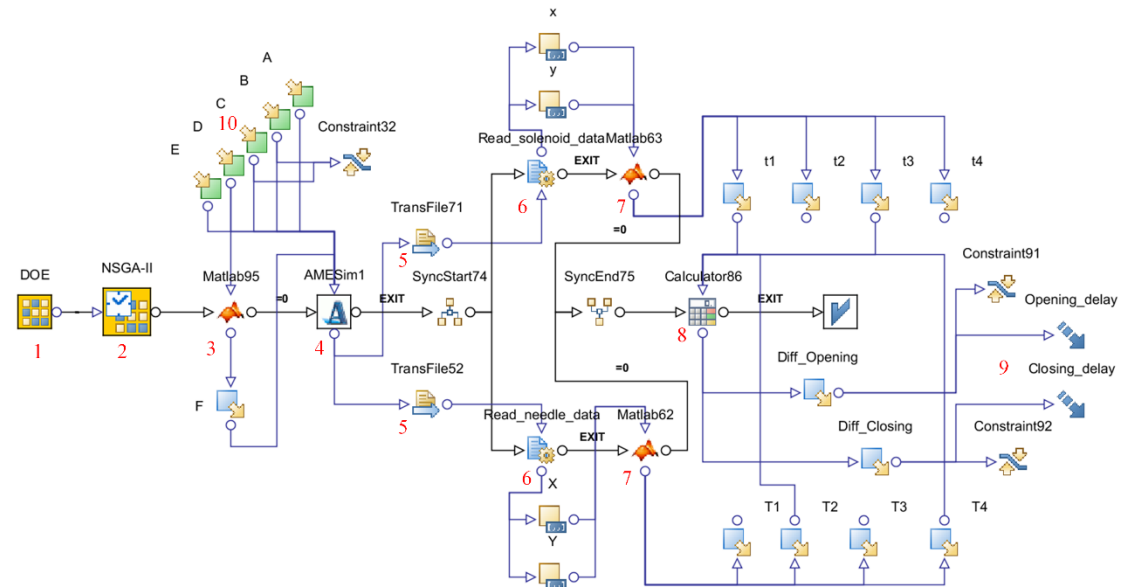 x
A
y
B
C
10
Constraint32
D
Read_solenoid_data
Matlab63
E
EXIT
t1
t2
t3
t4
6
7
TransFile71
=0
5
Constraint91
DOE
NSGA-II
Matlab95
AMESim1
SyncStart74
SyncEnd75
Calculator86
Opening_delay
=0
EXIT
EXIT
1
2
3
4
8
Diff_Opening
9
Closing_delay
TransFile52
=0
F
5
Read_needle_data
Matlab62
Diff_Closing
Constraint92
EXIT
6
X
7
T1
T2
T3
T4
Y